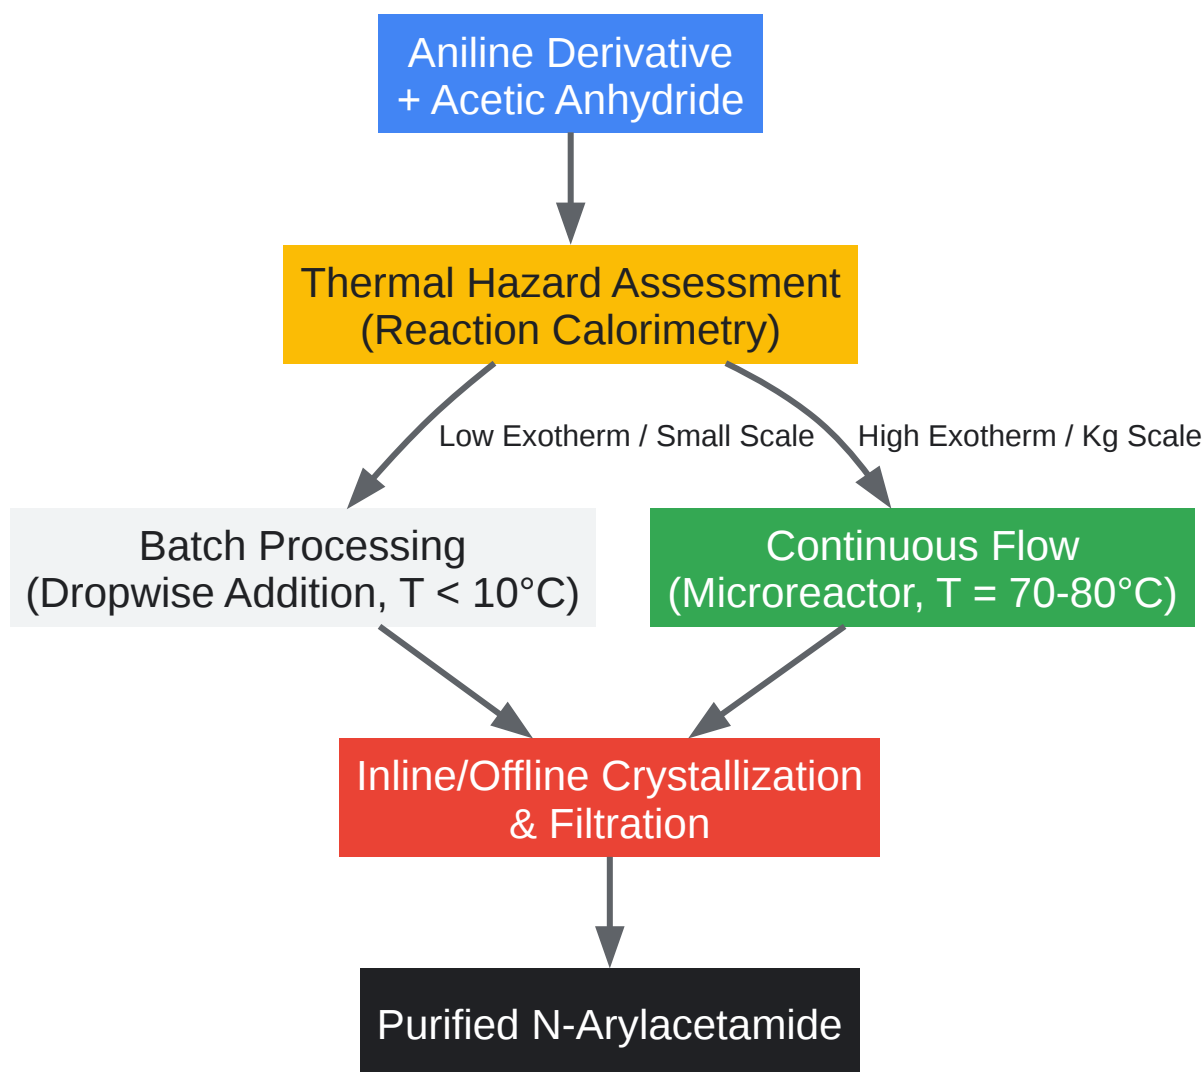 Aniline Derivative
+ Acetic Anhydride
Thermal Hazard Assessment
(Reaction Calorimetry)
Low Exotherm / Small Scale
High Exotherm / Kg Scale
Batch Processing
(Dropwise Addition, T < 10°C)
Continuous Flow
(Microreactor, T = 70-80°C)
Inline/Offline Crystallization
& Filtration
Purified N-Arylacetamide